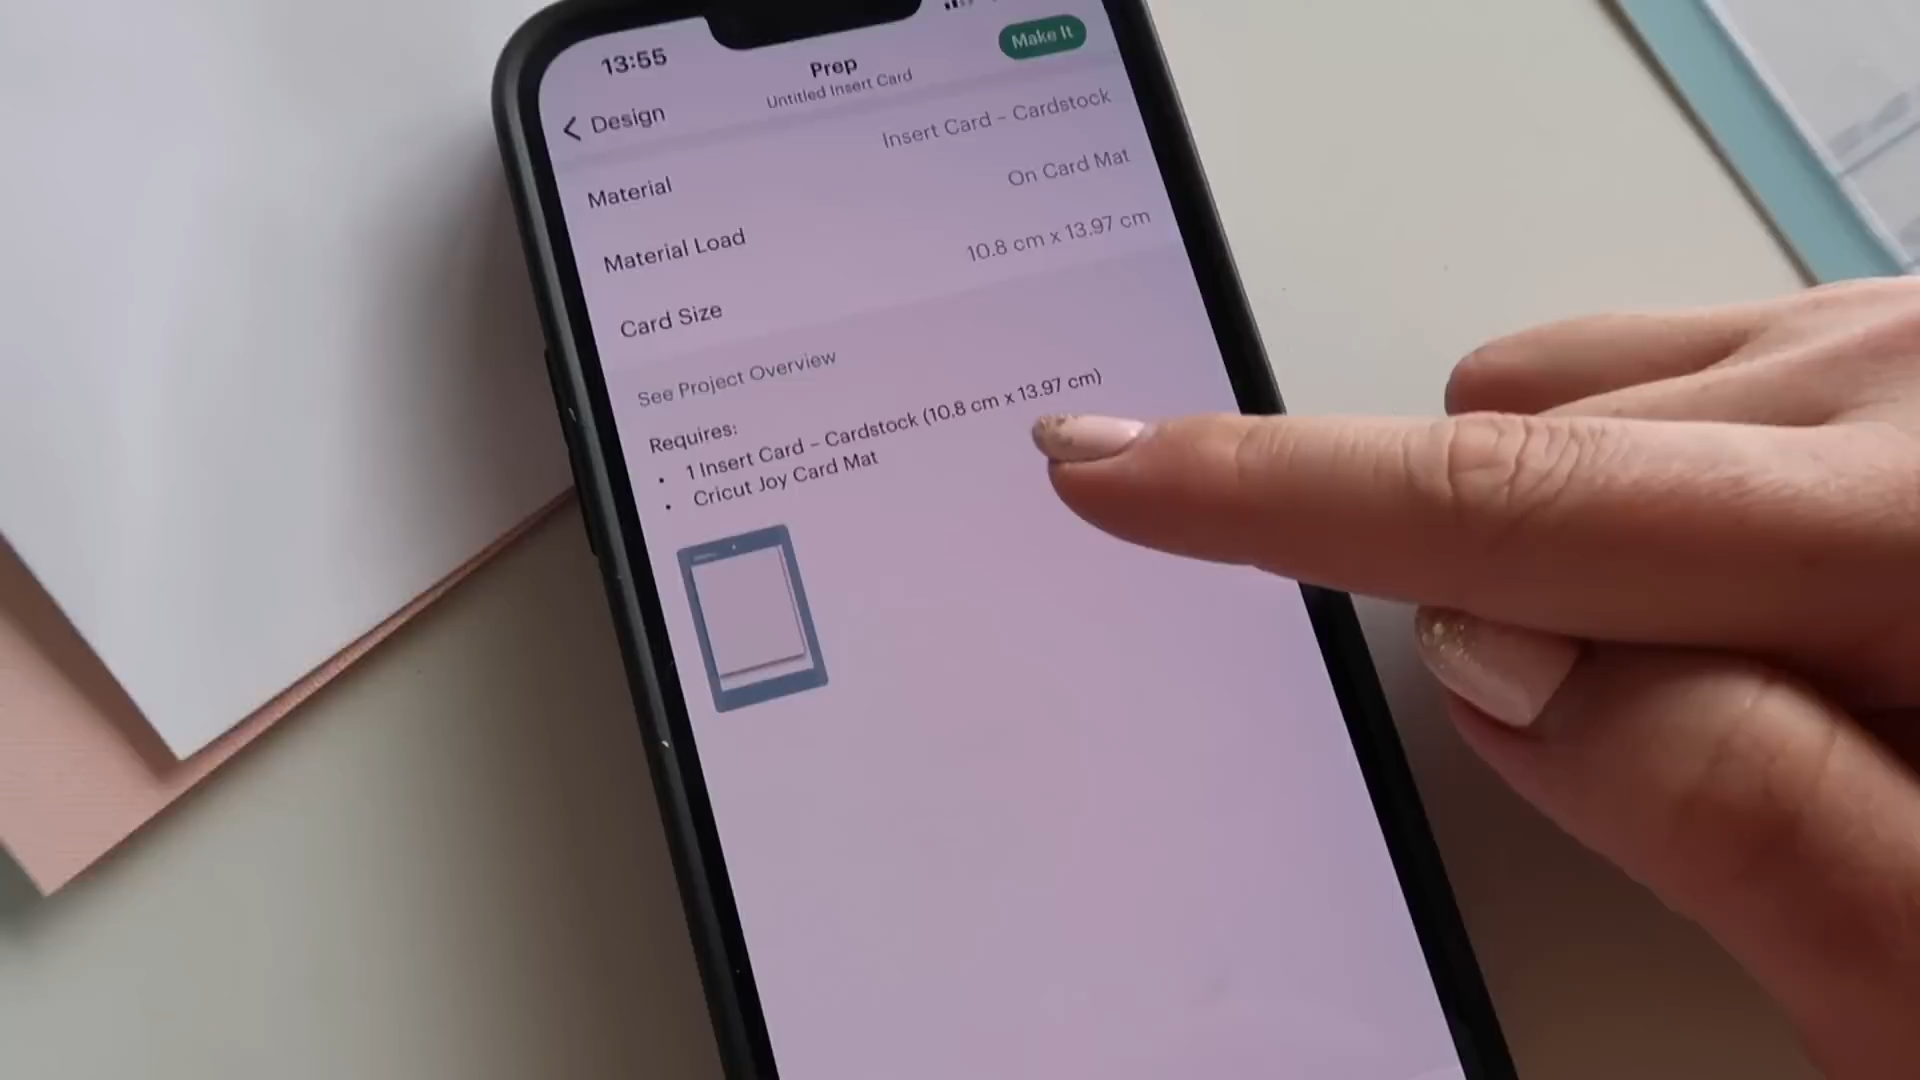 13:55
Make It
Prep
Untitled Insert Card
Design
Material
Insert Card – Cardstock
Material Load
On Card Mat
Card Size
10.8 cm x 13.97 cm
See Project Overview
Requires:
• 1 Insert Card – Cardstock (10.8 cm x 13.97 cm)
• Cricut Joy Card Mat